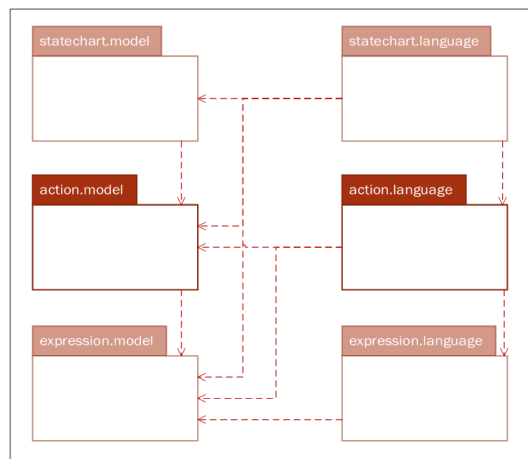 statechart.model
statechart.language
action.model
action.language
expression.model
expression.language